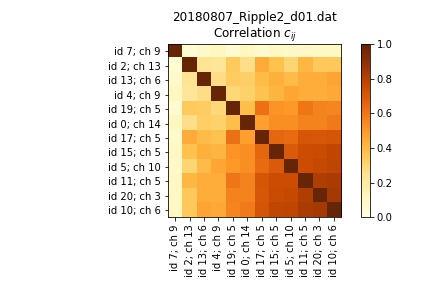 20180807_Ripple2_d01.dat
Correlation c_ij
id 7; ch 9
id 2; ch 13
id 13; ch 6
id 4; ch 9
id 19; ch 5
id 0; ch 14
id 17; ch 5
id 15; ch 5
id 5; ch 10
id 11; ch 5
id 20; ch 3
id 10; ch 6
1.0
0.8
0.6
0.4
0.2
0.0
id 7; ch 9
id 2; ch 13
id 13; ch 6
id 4; ch 9
id 19; ch 5
id 0; ch 14
id 17; ch 5
id 15; ch 5
id 5; ch 10
id 11; ch 5
id 20; ch 3
id 10; ch 6